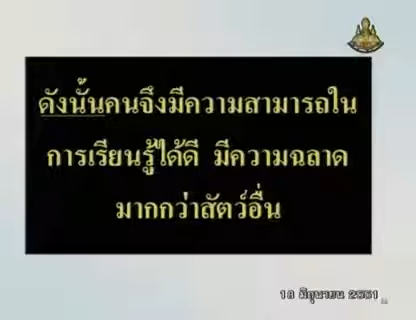 ดังนั้นคนจึงมีความสามารถใน
การเรียนรู้ได้ดี มีความฉลาด
มากกว่าสัตว์อื่น
18 มิถุนายน 2551